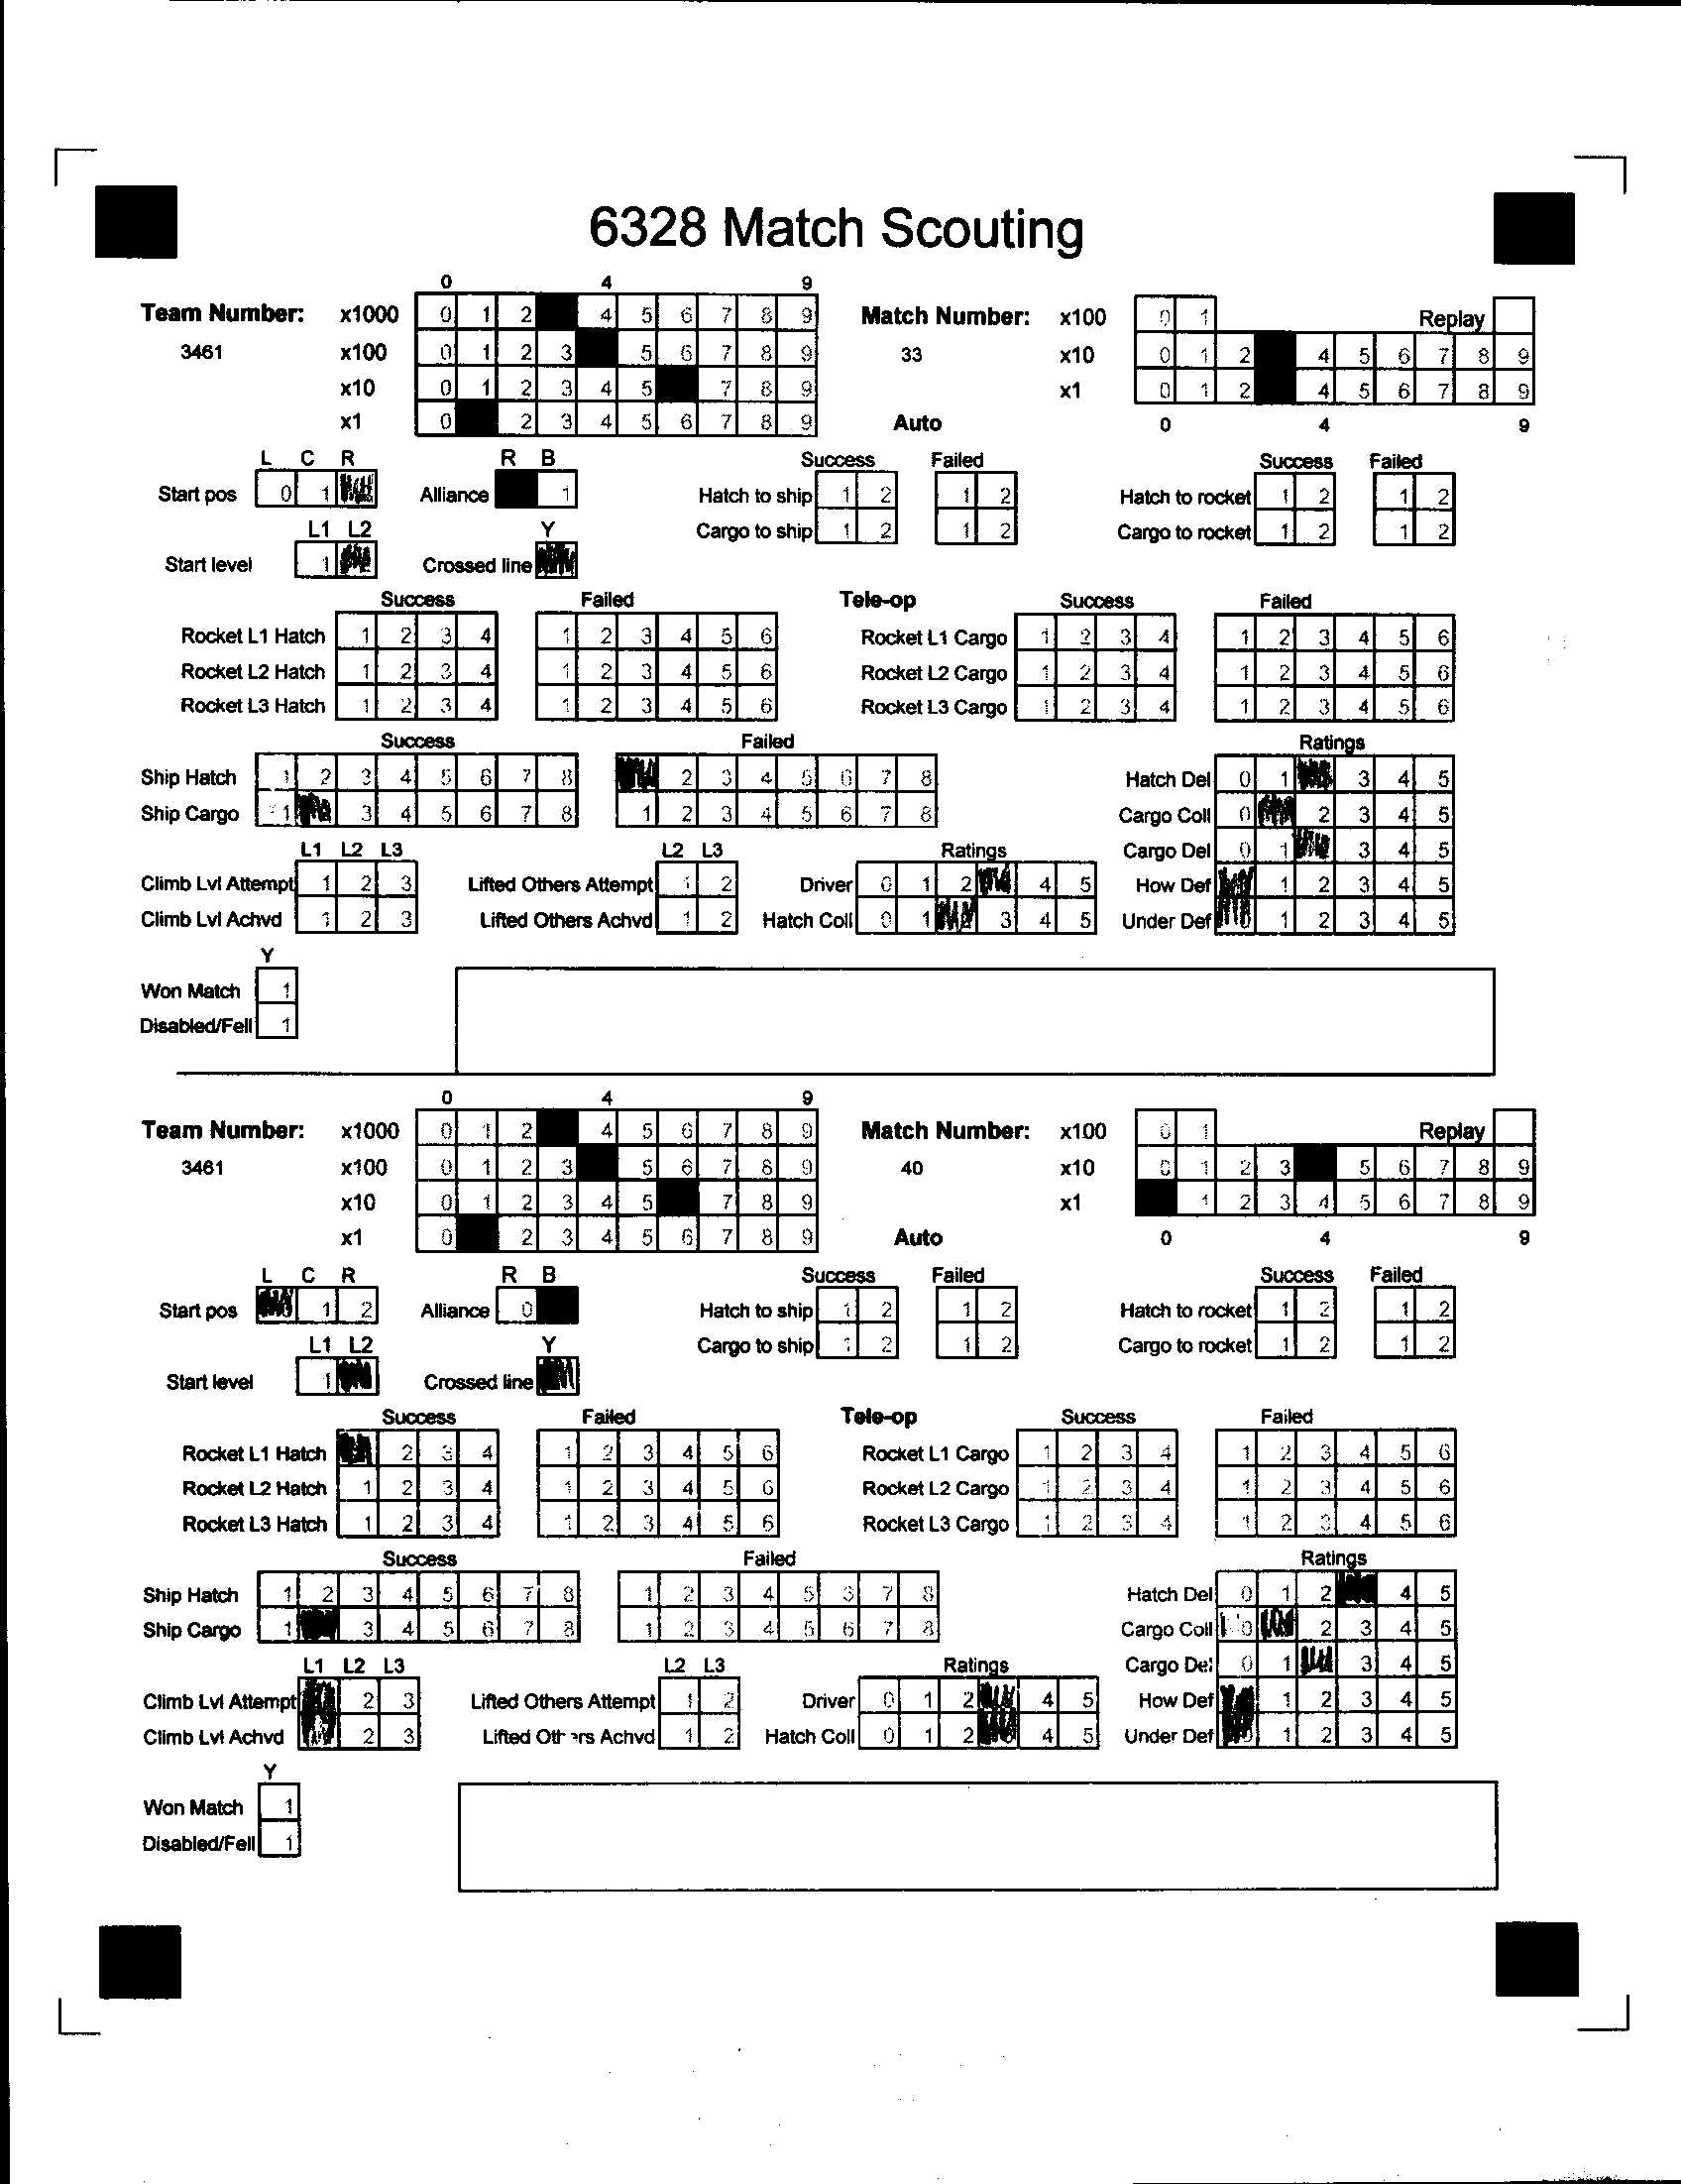 6328 Match Scouting
0 4 9
Team Number: x1000 0 1 2 4 5 6 7 8 9 Match Number: x100 0 1 Replay
3461 x100 0 1 2 3 5 6 7 8 9 33 x10 0 1 2 4 5 6 7 8 9
x10 0 1 2 3 4 5 7 8 9 x1 0 1 2 4 5 6 7 8 9
x1 0 2 3 4 5 6 7 8 9 Auto 0 4 9
L C R R B Success Failed Success Failed
Start pos 0 1 Alliance 1 Hatch to ship 1 2 1 2 Hatch to rocket 1 2 1 2
L1 L2 Y Cargo to ship 1 2 1 2 Cargo to rocket 1 2 1 2
Start level 1 Crossed line
Success Failed Tele-op Success Failed
Rocket L1 Hatch 1 2 3 4 1 2 3 4 5 6 Rocket L1 Cargo 1 2 3 4 1 2 3 4 5 6
Rocket L2 Hatch 1 2 3 4 1 2 3 4 5 6 Rocket L2 Cargo 1 2 3 4 1 2 3 4 5 6
Rocket L3 Hatch 1 2 3 4 1 2 3 4 5 6 Rocket L3 Cargo 1 2 3 4 1 2 3 4 5 6
Success Failed Ratings
Ship Hatch 1 2 3 4 5 6 7 8 2 3 4 5 6 7 8 Hatch Del 0 1 3 4 5
Ship Cargo 1 3 4 5 6 7 8 1 2 3 4 5 6 7 8 Cargo Coll 0 2 3 4 5
L1 L2 L3 L2 L3 Ratings Cargo Del 0 1 3 4 5
Climb Lvl Attempt 1 2 3 Lifted Others Attempt 1 2 Driver 0 1 2 4 5 How Def 1 2 3 4 5
Climb Lvl Achvd 1 2 3 Lifted Others Achvd 1 2 Hatch Coll 0 1 3 4 5 Under Def 1 2 3 4 5
Y
Won Match 1
Disabled/Fell 1
0 4 9
Team Number: x1000 0 1 2 4 5 6 7 8 9 Match Number: x100 0 1 Replay
3461 x100 0 1 2 3 5 6 7 8 9 40 x10 0 1 2 3 5 6 7 8 9
x10 0 1 2 3 4 5 7 8 9 x1 1 2 3 4 5 6 7 8 9
x1 0 2 3 4 5 6 7 8 9 Auto 0 4 9
L C R R B Success Failed Success Failed
Start pos 1 2 Alliance 0 Hatch to ship 1 2 1 2 Hatch to rocket 1 2 1 2
L1 L2 Y Cargo to ship 1 2 1 2 Cargo to rocket 1 2 1 2
Start level 1 Crossed line
Success Failed Tele-op Success Failed
Rocket L1 Hatch 2 3 4 1 2 3 4 5 6 Rocket L1 Cargo 1 2 3 4 1 2 3 4 5 6
Rocket L2 Hatch 1 2 3 4 1 2 3 4 5 6 Rocket L2 Cargo 1 2 3 4 1 2 3 4 5 6
Rocket L3 Hatch 1 2 3 4 1 2 3 4 5 6 Rocket L3 Cargo 1 2 3 4 1 2 3 4 5 6
Success Failed Ratings
Ship Hatch 1 2 3 4 5 6 7 8 1 2 3 4 5 6 7 8 Hatch Del 0 1 2 4 5
Ship Cargo 1 3 4 5 6 7 8 1 2 3 4 5 6 7 8 Cargo Coll 0 2 3 4 5
L1 L2 L3 L2 L3 Ratings Cargo Del 0 1 3 4 5
Climb Lvl Attempt 2 3 Lifted Others Attempt 1 2 Driver 0 1 2 4 5 How Def 1 2 3 4 5
Climb Lvl Achvd 2 3 Lifted Others Achvd 1 2 Hatch Coll 0 1 2 4 5 Under Def 1 2 3 4 5
Y
Won Match 1
Disabled/Fell 1